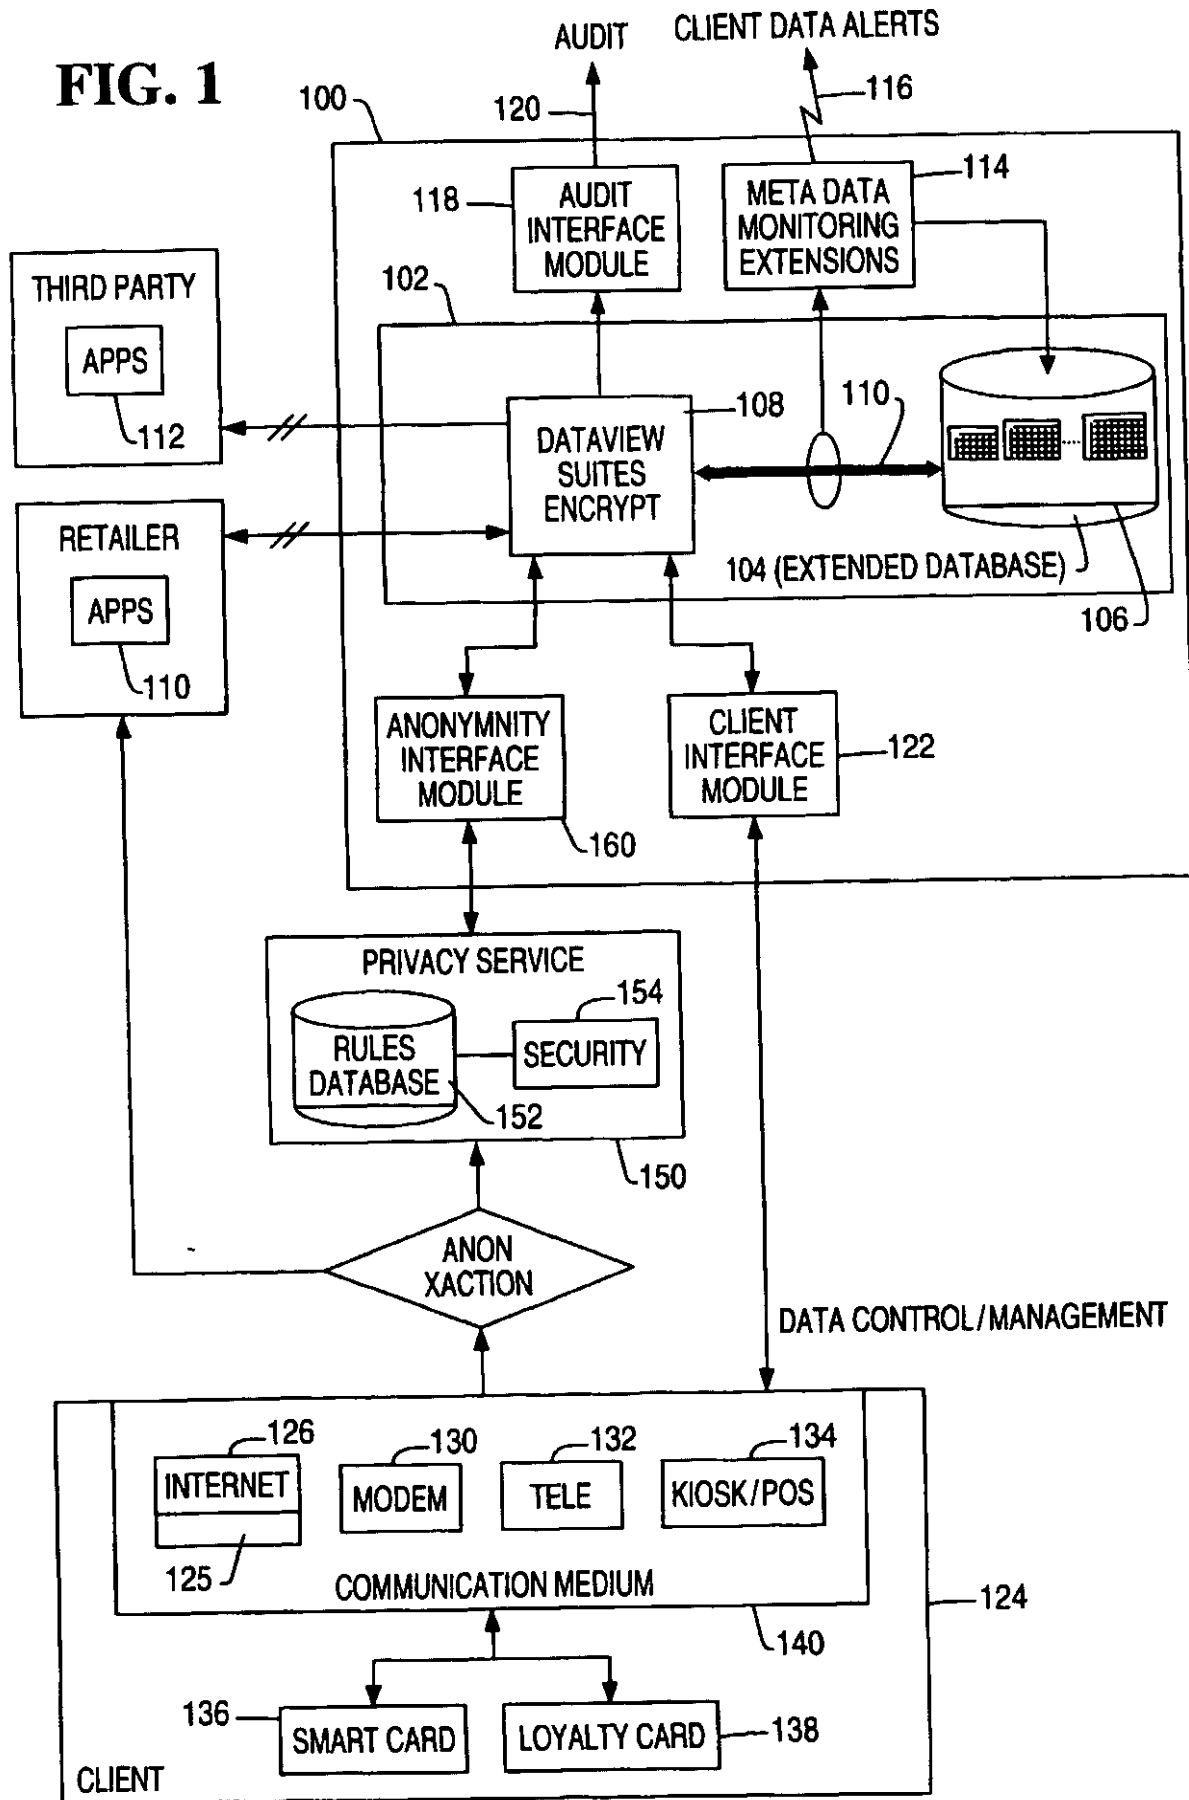 FIG. 1
AUDIT
CLIENT DATA ALERTS
100
120
116
118
AUDIT
INTERFACE
MODULE
META DATA
MONITORING
EXTENSIONS
114
THIRD PARTY
APPS
112
102
DATAVIEW
SUITES
ENCRYPT
108
110
104 (EXTENDED DATABASE)
106
RETAILER
APPS
110
ANONYMNITY
INTERFACE
MODULE
160
CLIENT
INTERFACE
MODULE
122
PRIVACY SERVICE
RULES
DATABASE
152
154
SECURITY
150
ANON
XACTION
DATA CONTROL/MANAGEMENT
126
INTERNET
125
130
MODEM
132
TELE
134
KIOSK/POS
COMMUNICATION MEDIUM
124
140
136
SMART CARD
LOYALTY CARD
138
CLIENT